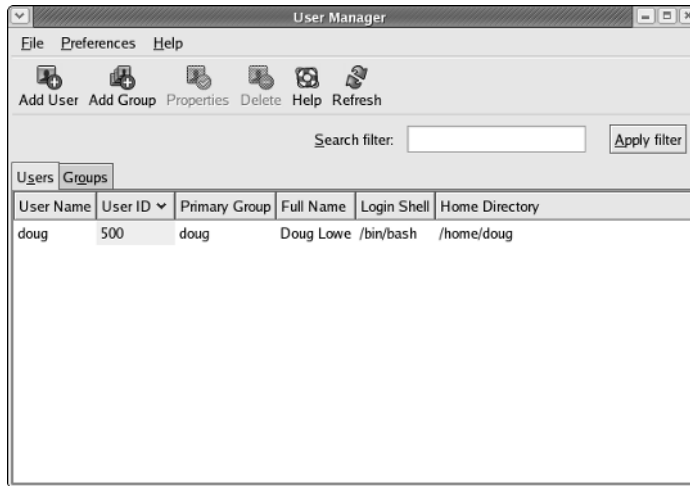 User Manager
File Preferences Help
Add User Add Group Properties Delete Help Refresh
Search filter: Apply filter
Users Groups
User Name User ID Primary Group Full Name Login Shell Home Directory
doug 500 doug Doug Lowe /bin/bash /home/doug